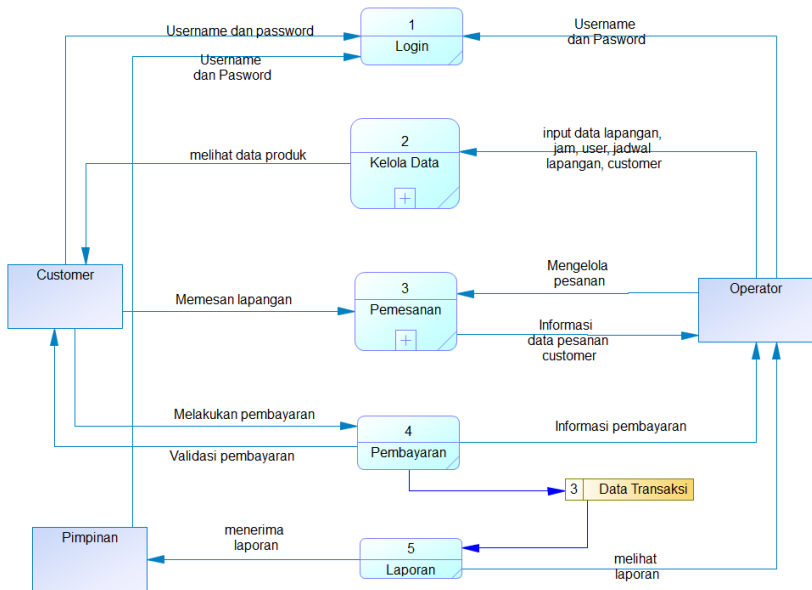 1
Login
Username dan password
Username
dan Pasword
Username
dan Pasword
2
Kelola Data
melihat data produk
input data lapangan,
jam, user, jadwal
lapangan, customer
Customer
3
Pemesanan
Memesan lapangan
Mengelola
pesanan
Operator
Informasi
data pesanan
customer
Melakukan pembayaran
4
Pembayaran
Informasi pembayaran
Validasi pembayaran
3 Data Transaksi
Pimpinan
menerima
laporan
5
Laporan
melihat
laporan